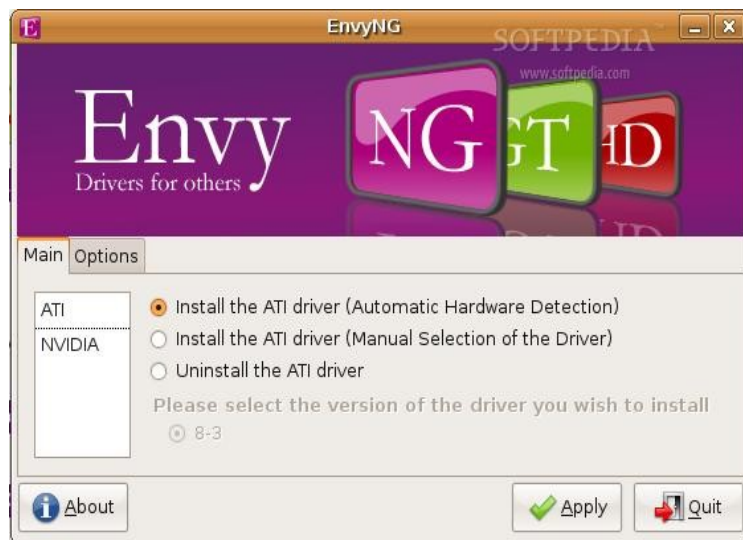 EnvyNG
SOFTPEDIA™
www.softpedia.com
Envy
Drivers for others
NG
GT
HD
Main
Options
ATI
NVIDIA
Install the ATI driver (Automatic Hardware Detection)
Install the ATI driver (Manual Selection of the Driver)
Uninstall the ATI driver
Please select the version of the driver you wish to install
8-3
About
Apply
Quit